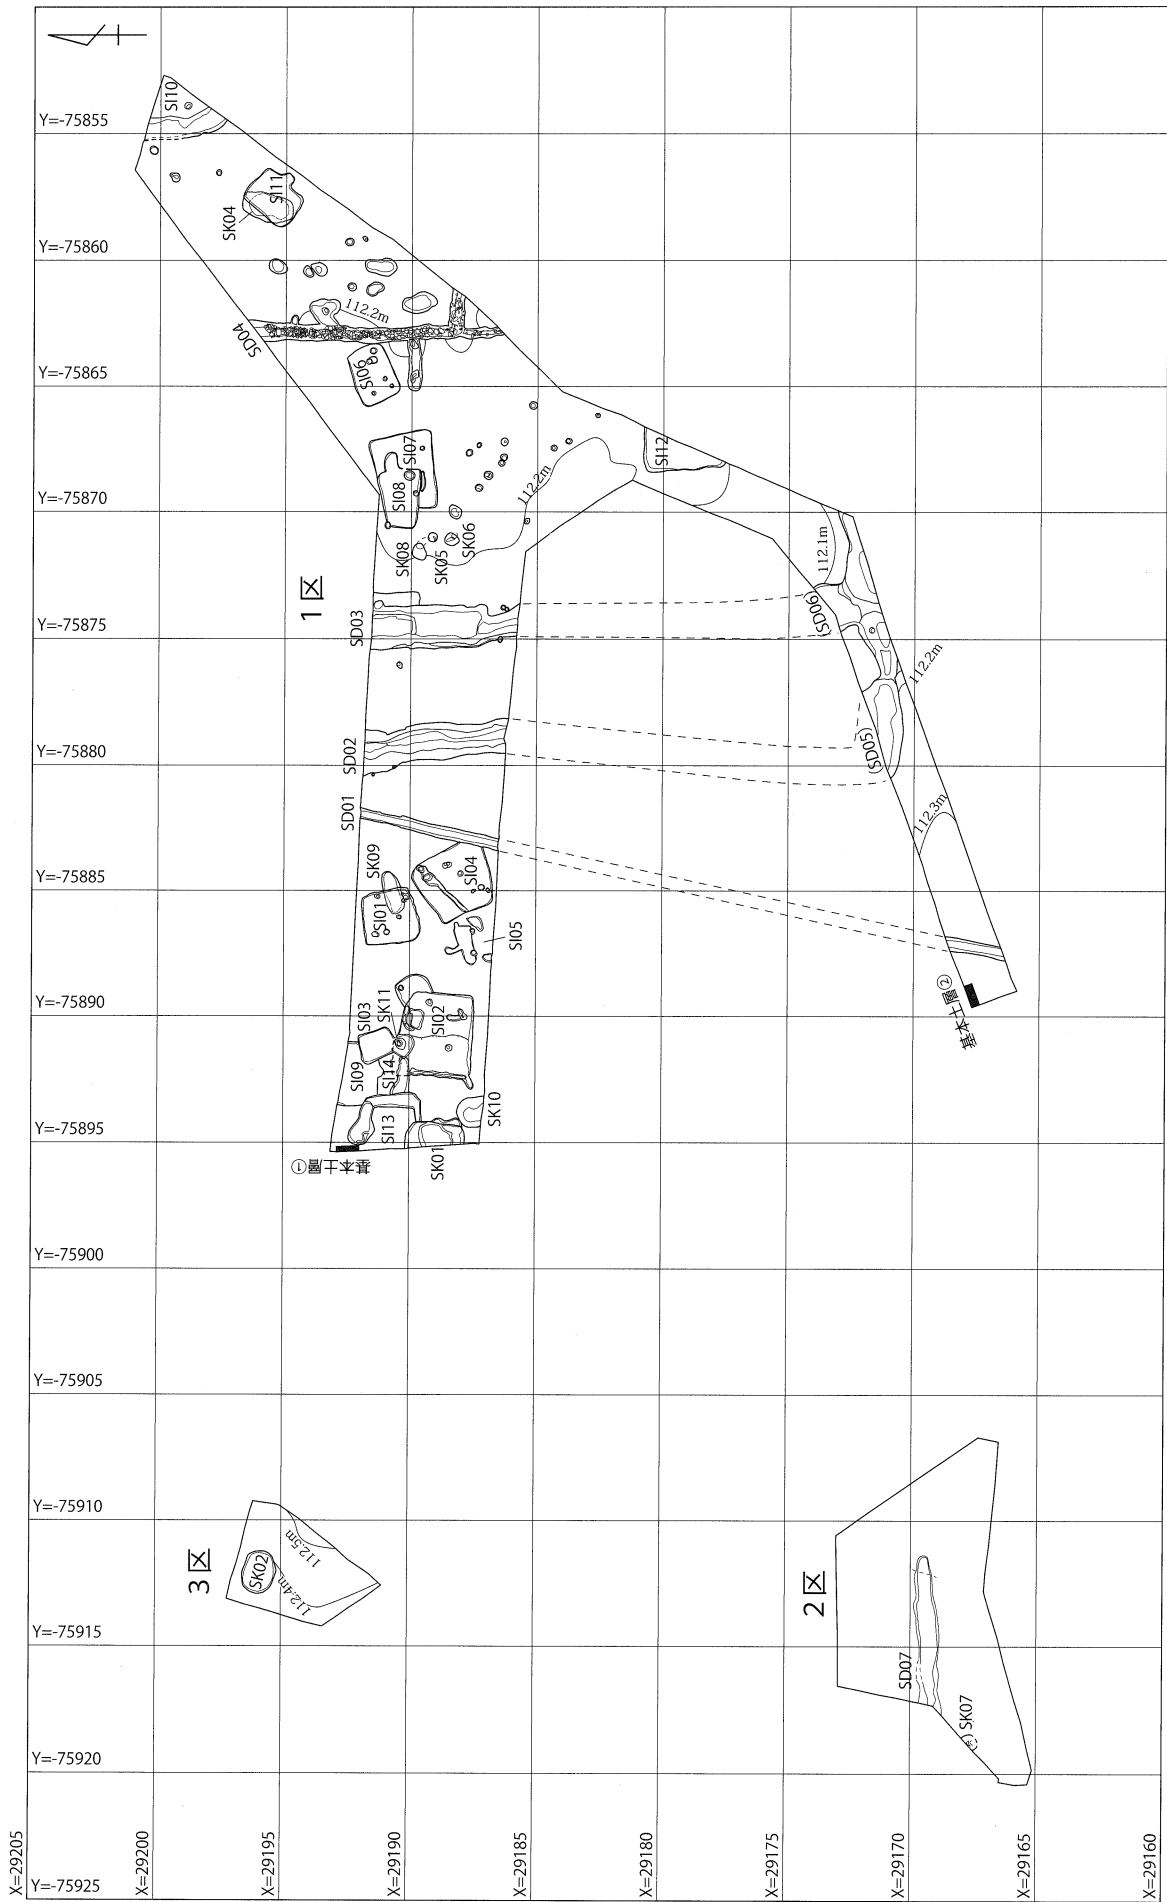 Y=-75855
SI10
SI11
SK04
Y=-75860
112.2m
SD04
Y=-75865
SI06
SI07
SI08
SI12
112.2m
Y=-75870
SK08
SK05
SK06
1区
112.1m
Y=-75875
SD03
(SD06)
112.2m
Y=-75880
SD02
(SD05)
SD01
112.3m
Y=-75885
SK09
SI01
SI04
SI05
Y=-75890
SI03
SK11
SI02
SI09
SI14
基本土層②
Y=-75895
SI13
SK10
SK01
基本土層①
Y=-75900
Y=-75905
Y=-75910
3区
SK02
112.5m
112.4m
2区
Y=-75915
SD07
SK07
Y=-75920
Y=-75925
X=29205
X=29200
X=29195
X=29190
X=29185
X=29180
X=29175
X=29170
X=29165
X=29160